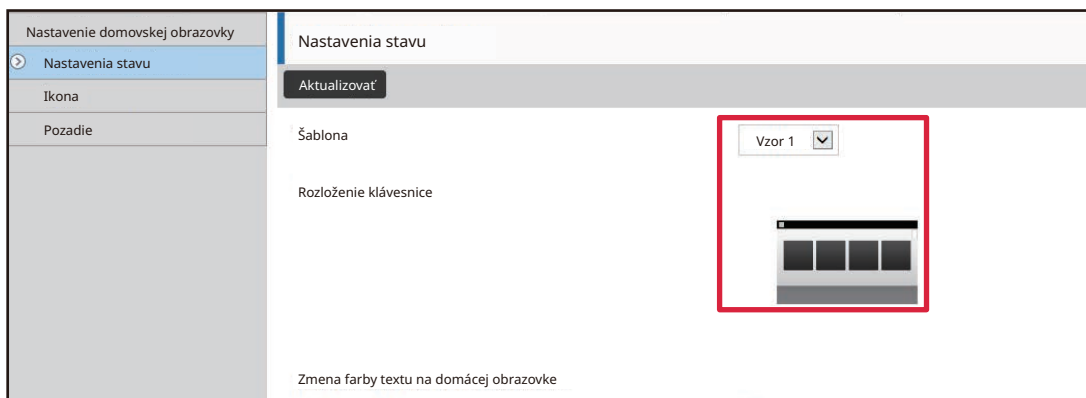 Nastavenie domovskej obrazovky
Nastavenia stavu
Ikona
Pozadie
Nastavenia stavu
Aktualizovať
Šablona
Vzor 1
Rozloženie klávesnice
Zmena farby textu na domácej obrazovke